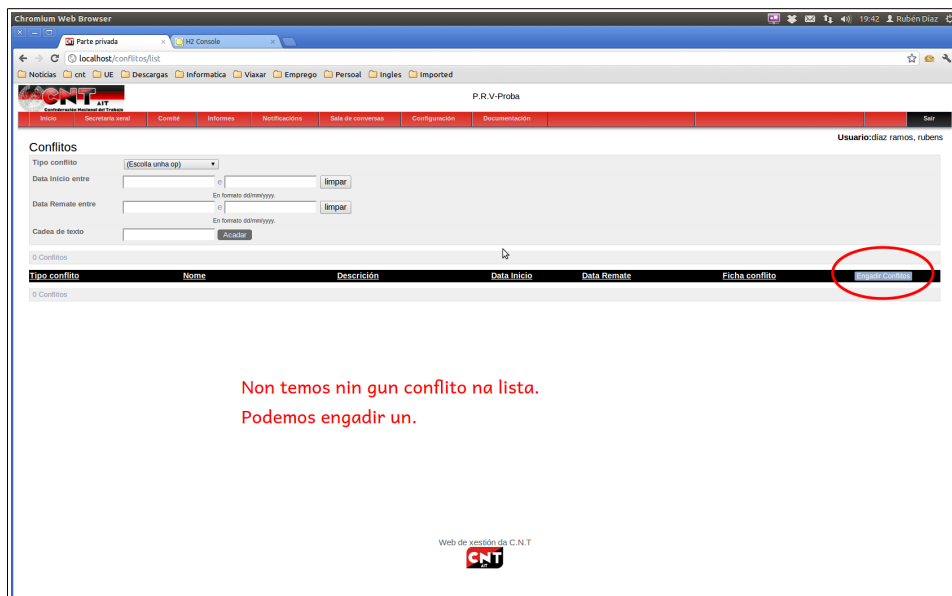 Chromium Web Browser
19:42 Rubén Díaz
Parte privada
H2 Console
localhost/conflitos/list
Noticias cnt UE Descargas Informatica Viaxar Emprego Persoal Ingles Imported
CNT AIT
Confederación Nacional del Trabajo
P.R.V-Proba
Inicio Secretaría xeral Comité Informes Notificacións Sala de conversas Configuración Documentación Sair
Usuario:díaz ramos, rubens
Conflitos
Tipo conflito (Escolla unha op)
Data Inicio entre e limpar
En formato dd/mm/yyyy.
Data Remate entre e limpar
En formato dd/mm/yyyy.
Cadea de texto Acadar
0 Conflitos
Tipo conflito Nome Descrición Data Inicio Data Remate Ficha conflito Engadir Conflitos
0 Conflitos
Non temos nin gun conflito na lista.
Podemos engadir un.
Web de xestión da C.N.T
CNT
AIT